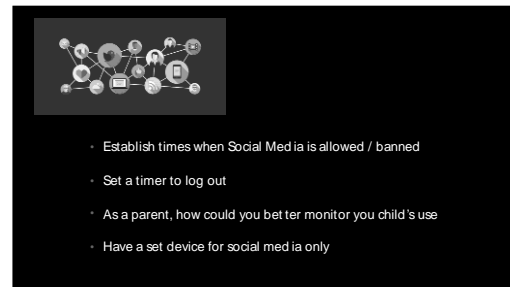 Establish times when Social Media is allowed / banned
Set a timer to log out
As a parent, how could you better monitor you child's use
Have a set device for social media only